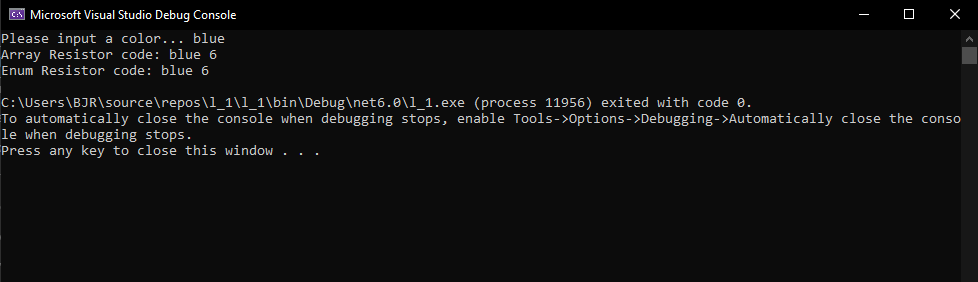 Microsoft Visual Studio Debug Console
Please input a color... blue
Array Resistor code: blue 6
Enum Resistor code: blue 6
C:\Users\BJR\source\repos\l_1\l_1\bin\Debug\net6.0\l_1.exe (process 11956) exited with code 0.
To automatically close the console when debugging stops, enable Tools->Options->Debugging->Automatically close the conso
le when debugging stops.
Press any key to close this window . . .